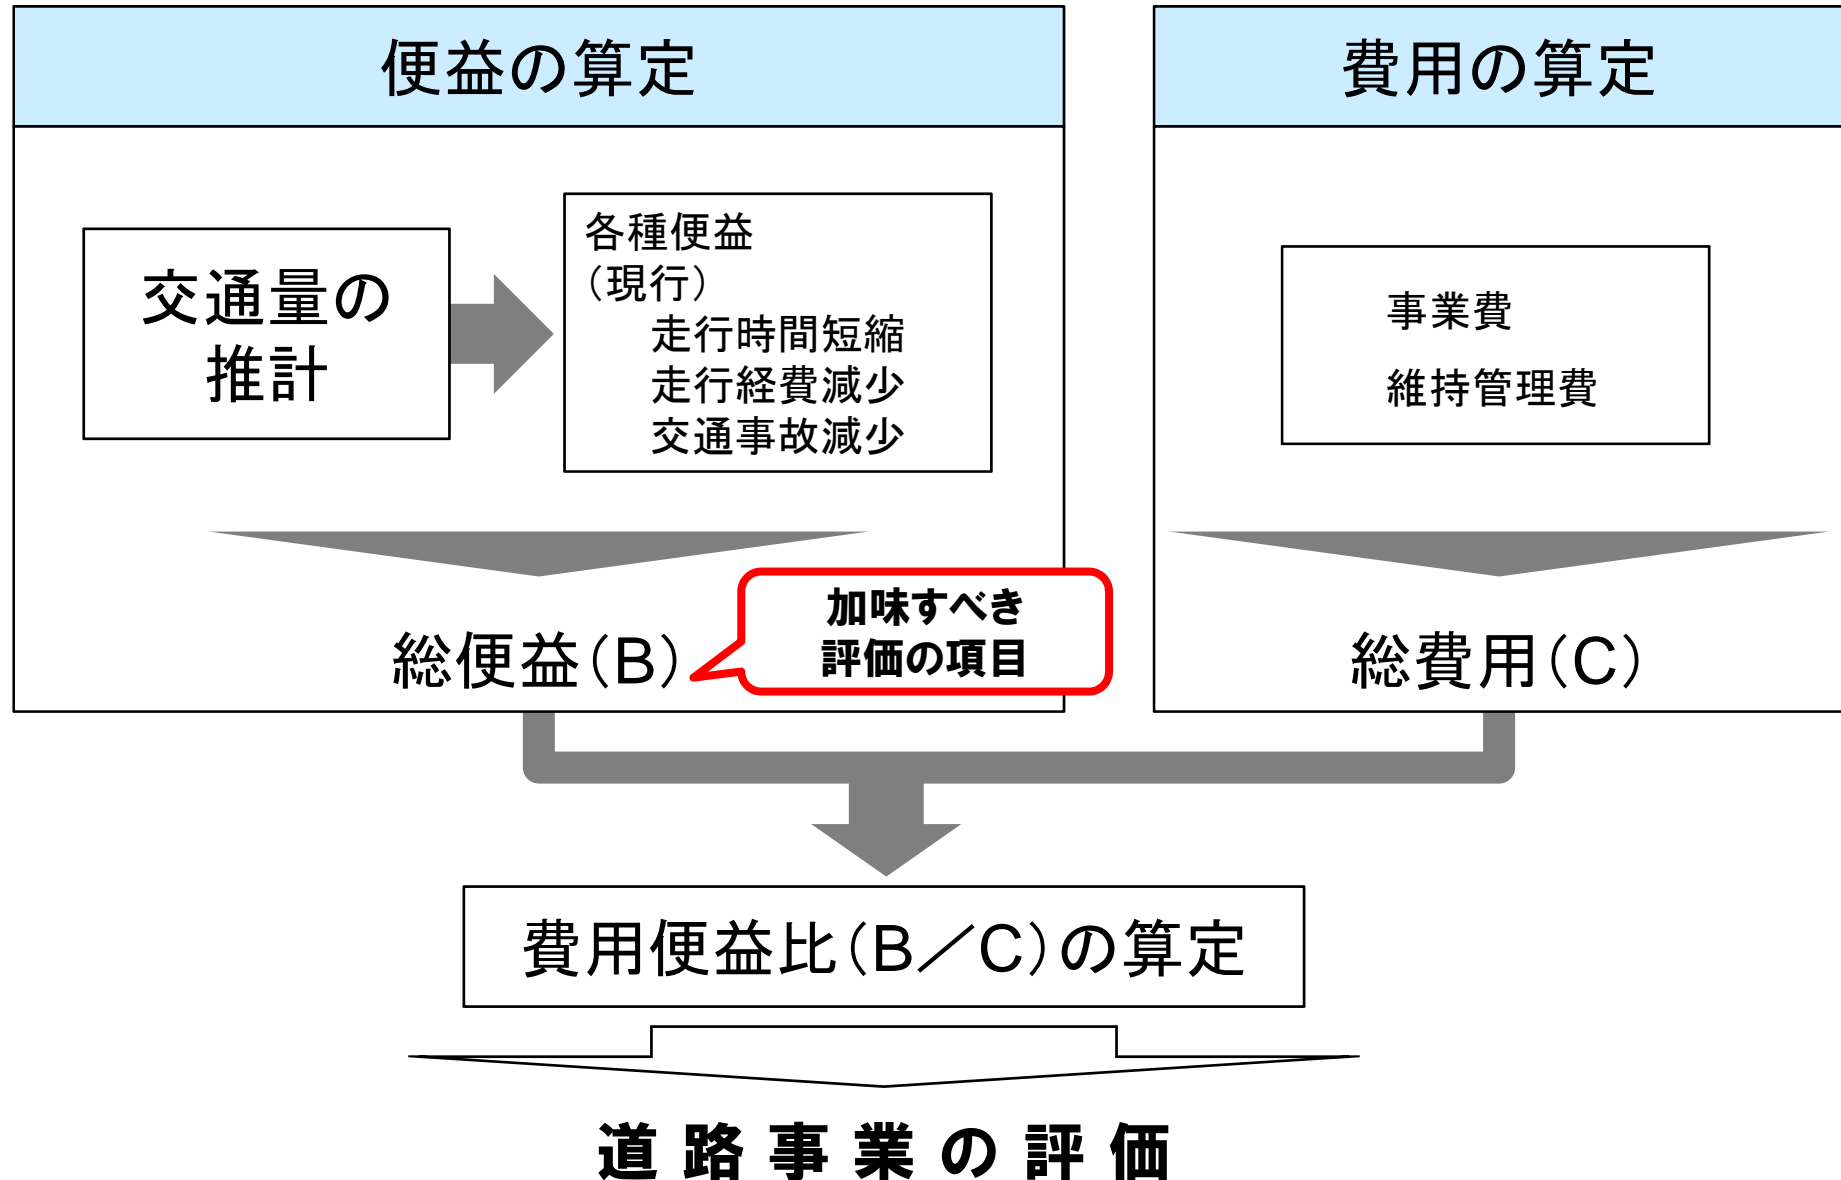 便益の算定
交通量の
推計
各種便益
（現行）
走行時間短縮
走行経費減少
交通事故減少
総便益（B）
加味すべき
評価の項目
費用の算定
事業費
維持管理費
総費用（C）
費用便益比（B／C）の算定
道路事業の評価